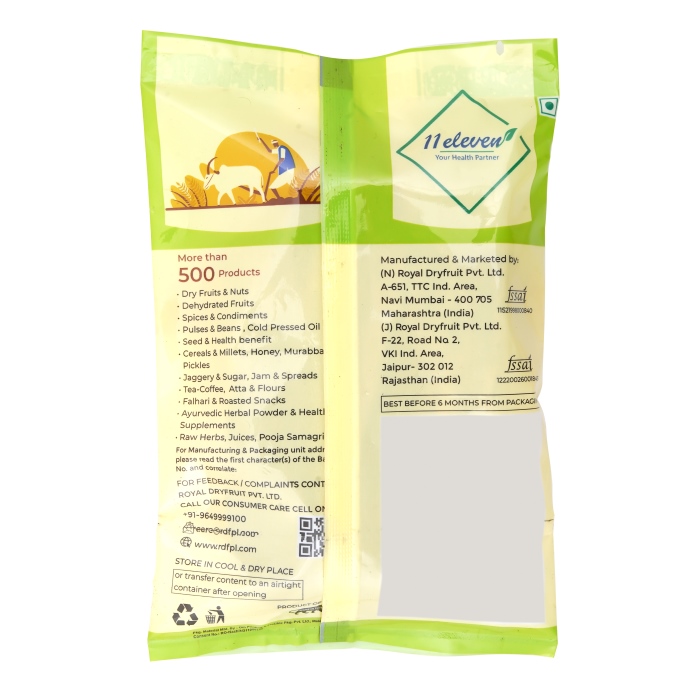 11 eleven
Your Health Partner
More than
500 Products
· Dry Fruits & Nuts
· Dehydrated Fruits
· Spices & Condiments
· Pulses & Beans , Cold Pressed Oil
· Seed & Health benefit
· Cereals & Millets, Honey, Murabba
Pickles
· Jaggery & Sugar, Jam & Spreads
· Tea-Coffee, Atta & Flours
· Falhari & Roasted Snacks
· Ayurvedic Herbal Powder &
Supplements
· Raw Herbs, Juices, Pooja Samagri
For Manufacturing & Packaging unit
please read the first character(s) of the
No. and correlate:
FOR FEEDBACK / COMPLAINTS
ROYAL DRYFRUIT PVT. LTD.
CALL OUR CONSUMER CARE CELL
+91-9649999100
www.rdfpl.com
STORE IN COOL & DRY PLACE
or transfer content to an airtight
container after opening
PRODUCT
Manufactured & Marketed by:
(N) Royal Dryfruit Pvt. Ltd.
A-651, TTC Ind. Area,
Navi Mumbai - 400 705
Maharashtra (India)
fssai
(J) Royal Dryfruit Pvt. Ltd.
F-22, Road No. 2,
VKI Ind. Area,
Jaipur- 302 012
Rajasthan (India)
fssai
BEST BEFORE 6 MONTHS FROM